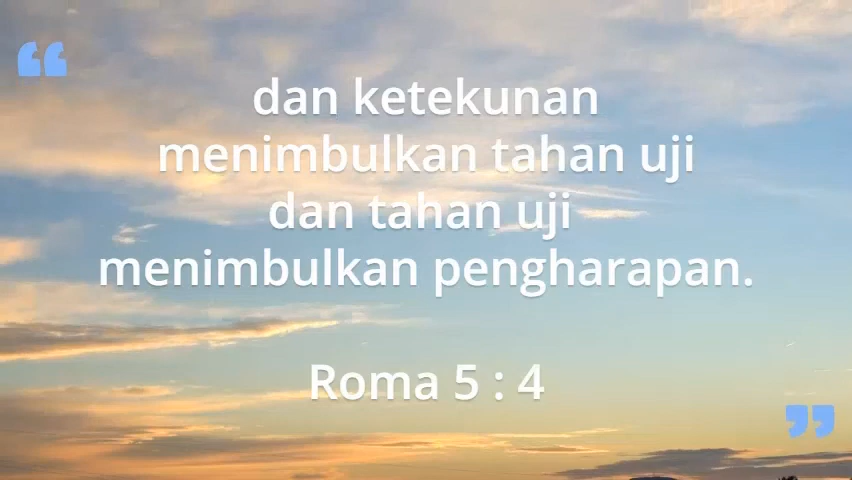 dan ketekunan
menimbulkan tahan uji
dan tahan uji
menimbulkan pengharapan.
Roma 5 : 4